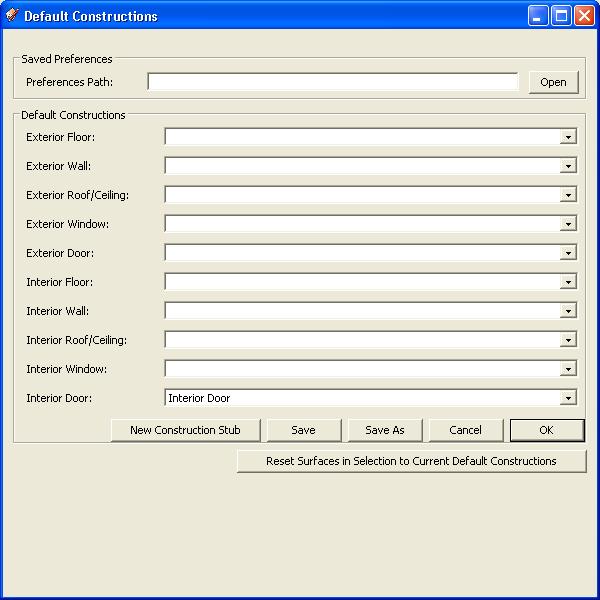 Default Constructions
Saved Preferences
Preferences Path:
Open
Default Constructions
Exterior Floor:
Exterior Wall:
Exterior Roof/Ceiling:
Exterior Window:
Exterior Door:
Interior Floor:
Interior Wall:
Interior Roof/Ceiling:
Interior Window:
Interior Door: Interior Door
New Construction Stub Save Save As Cancel OK
Reset Surfaces in Selection to Current Default Constructions